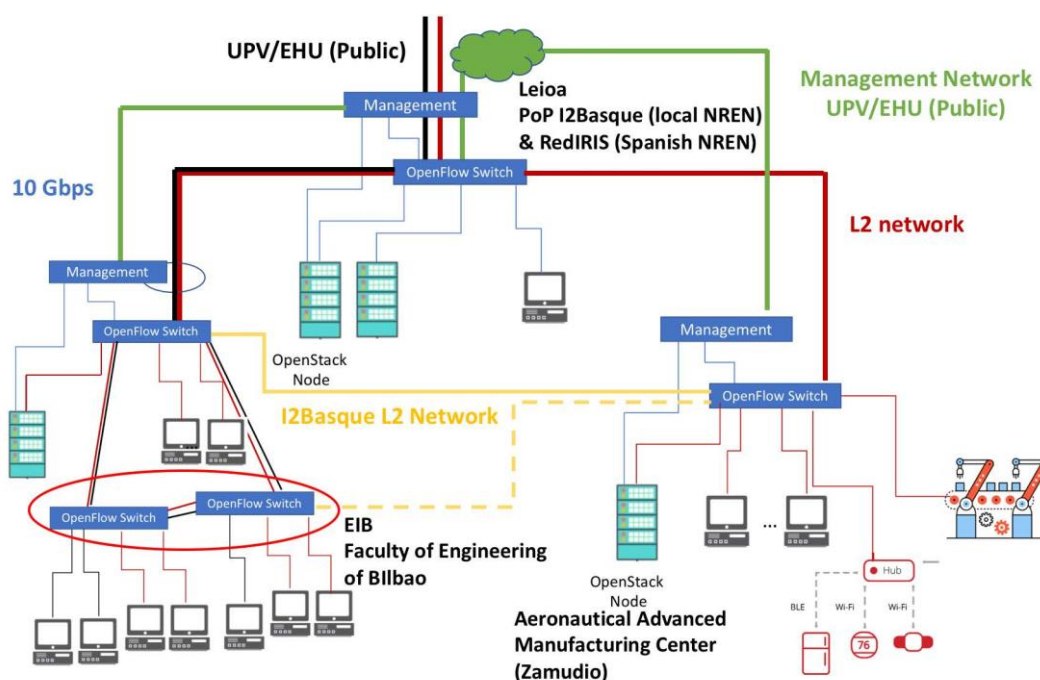 UPV/EHU (Public)
Management
Leioa
PoP I2Basque (local NREN)
& RedIRIS (Spanish NREN)
Management Network
UPV/EHU (Public)
OpenFlow Switch
10 Gbps
L2 network
Management
OpenFlow Switch
Management
OpenStack
Node
I2Basque L2 Network
OpenFlow Switch
OpenFlow Switch
OpenFlow Switch
EIB
Faculty of Engineering
of BIlbao
...
Hub
OpenStack
Node
BLE
Wi-Fi
Wi-Fi
Aeronautical Advanced
Manufacturing Center
(Zamudio)
76